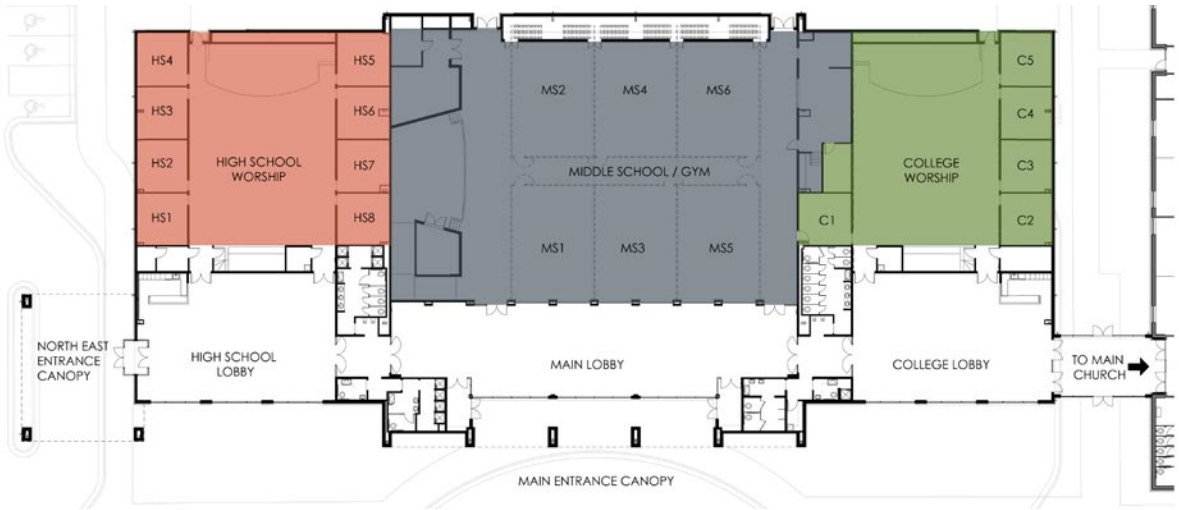 HS4
HS5
MS2
MS4
MS6
C5
HS3
HS6
C4
HS2
HIGH SCHOOL
WORSHIP
HS7
MIDDLE SCHOOL / GYM
COLLEGE
WORSHIP
C3
HS1
HS8
MS1
MS3
MS5
C1
C2
NORTH EAST
ENTRANCE
CANOPY
HIGH SCHOOL
LOBBY
MAIN LOBBY
COLLEGE LOBBY
TO MAIN
CHURCH
MAIN ENTRANCE CANOPY